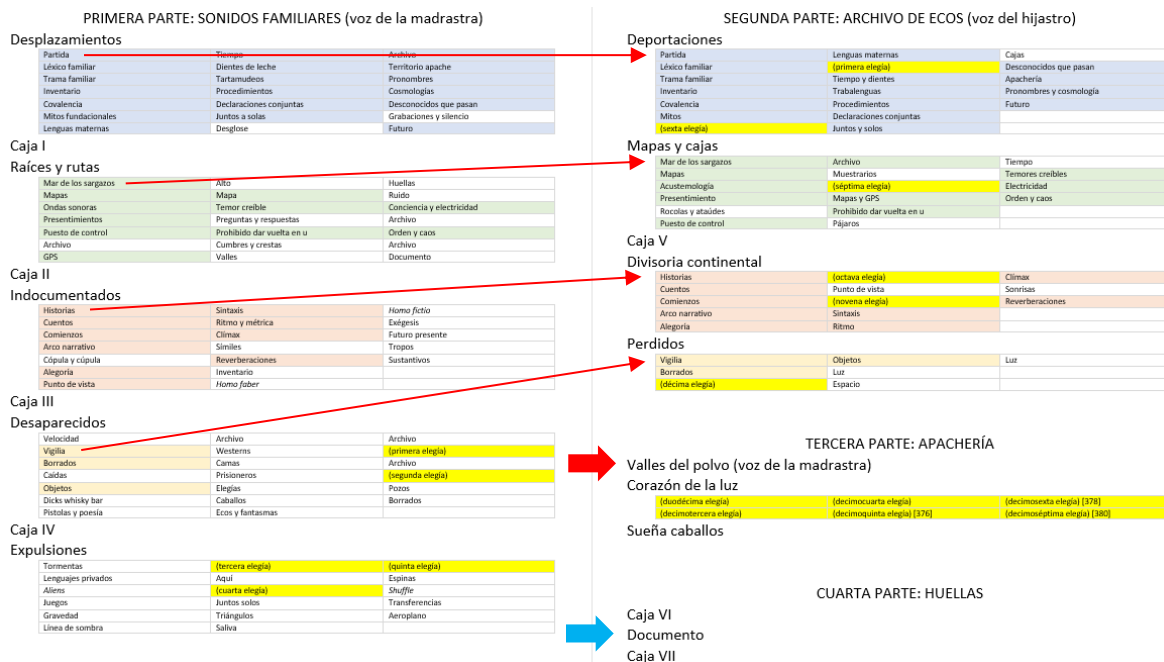 PRIMERA PARTE: SONIDOS FAMILIARES (voz de la madrastra)
Desplazamientos
Partida Tiempo Archivo
Léxico familiar Dientes de leche Territorio apache
Trama familiar Tartamudeos Pronombres
Inventario Procedimientos Cosmologías
Covalencia Declaraciones conjuntas Desconocidos que pasan
Mitos fundacionales Juntos a solas Grabaciones y silencio
Lenguas maternas Desglose Futuro
Caja I
Raíces y rutas
Mar de los sargazos Alto Huellas
Mapas Mapa Ruido
Ondas sonoras Temor creíble Conciencia y electricidad
Presentimientos Preguntas y respuestas Archivo
Puesto de control Prohibido dar vuelta en u Orden y caos
Archivo Cumbres y crestas Archivo
GPS Valles Documento
Caja II
Indocumentados
Historias Sintaxis Homo fictio
Cuentos Ritmo y métrica Exégesis
Comienzos Clímax Futuro presente
Arco narrativo Símiles Tropos
Cópula y cúpula Reverberaciones Sustantivos
Alegoría Inventario
Punto de vista Homo faber
Caja III
Desaparecidos
Velocidad Archivo Archivo
Vigilia Westerns (primera elegía)
Borrados Camas Archivo
Caídas Prisioneros (segunda elegía)
Objetos Elegías Pozos
Dicks whisky bar Caballos Borrados
Pistolas y poesía Ecos y fantasmas
Caja IV
Expulsiones
Tormentas (tercera elegía) (quinta elegía)
Lenguajes privados Aquí Espinas
Aliens (cuarta elegía) Shuffle
Juegos Juntos solos Transferencias
Gravedad Triángulos Aeroplano
Línea de sombra Saliva
SEGUNDA PARTE: ARCHIVO DE ECOS (voz del hijastro)
Deportaciones
Partida Lenguas maternas Cajas
Léxico familiar (primera elegía) Desconocidos que pasan
Trama familiar Tiempo y dientes Apachería
Inventario Trabalenguas Pronombres y cosmología
Covalencia Procedimientos Futuro
Mitos Declaraciones conjuntas
(sexta elegía) Juntos y solos
Mapas y cajas
Mar de los sargazos Archivo Tiempo
Mapas Muestrarios Temores creíbles
Acustemología (séptima elegía) Electricidad
Presentimiento Mapas y GPS Orden y caos
Rocolas y ataúdes Prohibido dar vuelta en u
Puesto de control Pájaros
Caja V
Divisoria continental
Historias (octava elegía) Clímax
Cuentos Punto de vista Sonrisas
Comienzos (novena elegía) Reverberaciones
Arco narrativo Sintaxis
Alegoría Ritmo
Perdidos
Vigilia Objetos Luz
Borrados Luz
(décima elegía) Espacio
TERCERA PARTE: APACHERÍA
Valles del polvo (voz de la madrastra)
Corazón de la luz
(duodécima elegía) (decimocuarta elegía) (decimosexta elegía) [378]
(decimotercera elegía) (decimoquinta elegía) [376] (decimoséptima elegía) [380]
Sueña caballos
CUARTA PARTE: HUELLAS
Caja VI
Documento
Caja VII